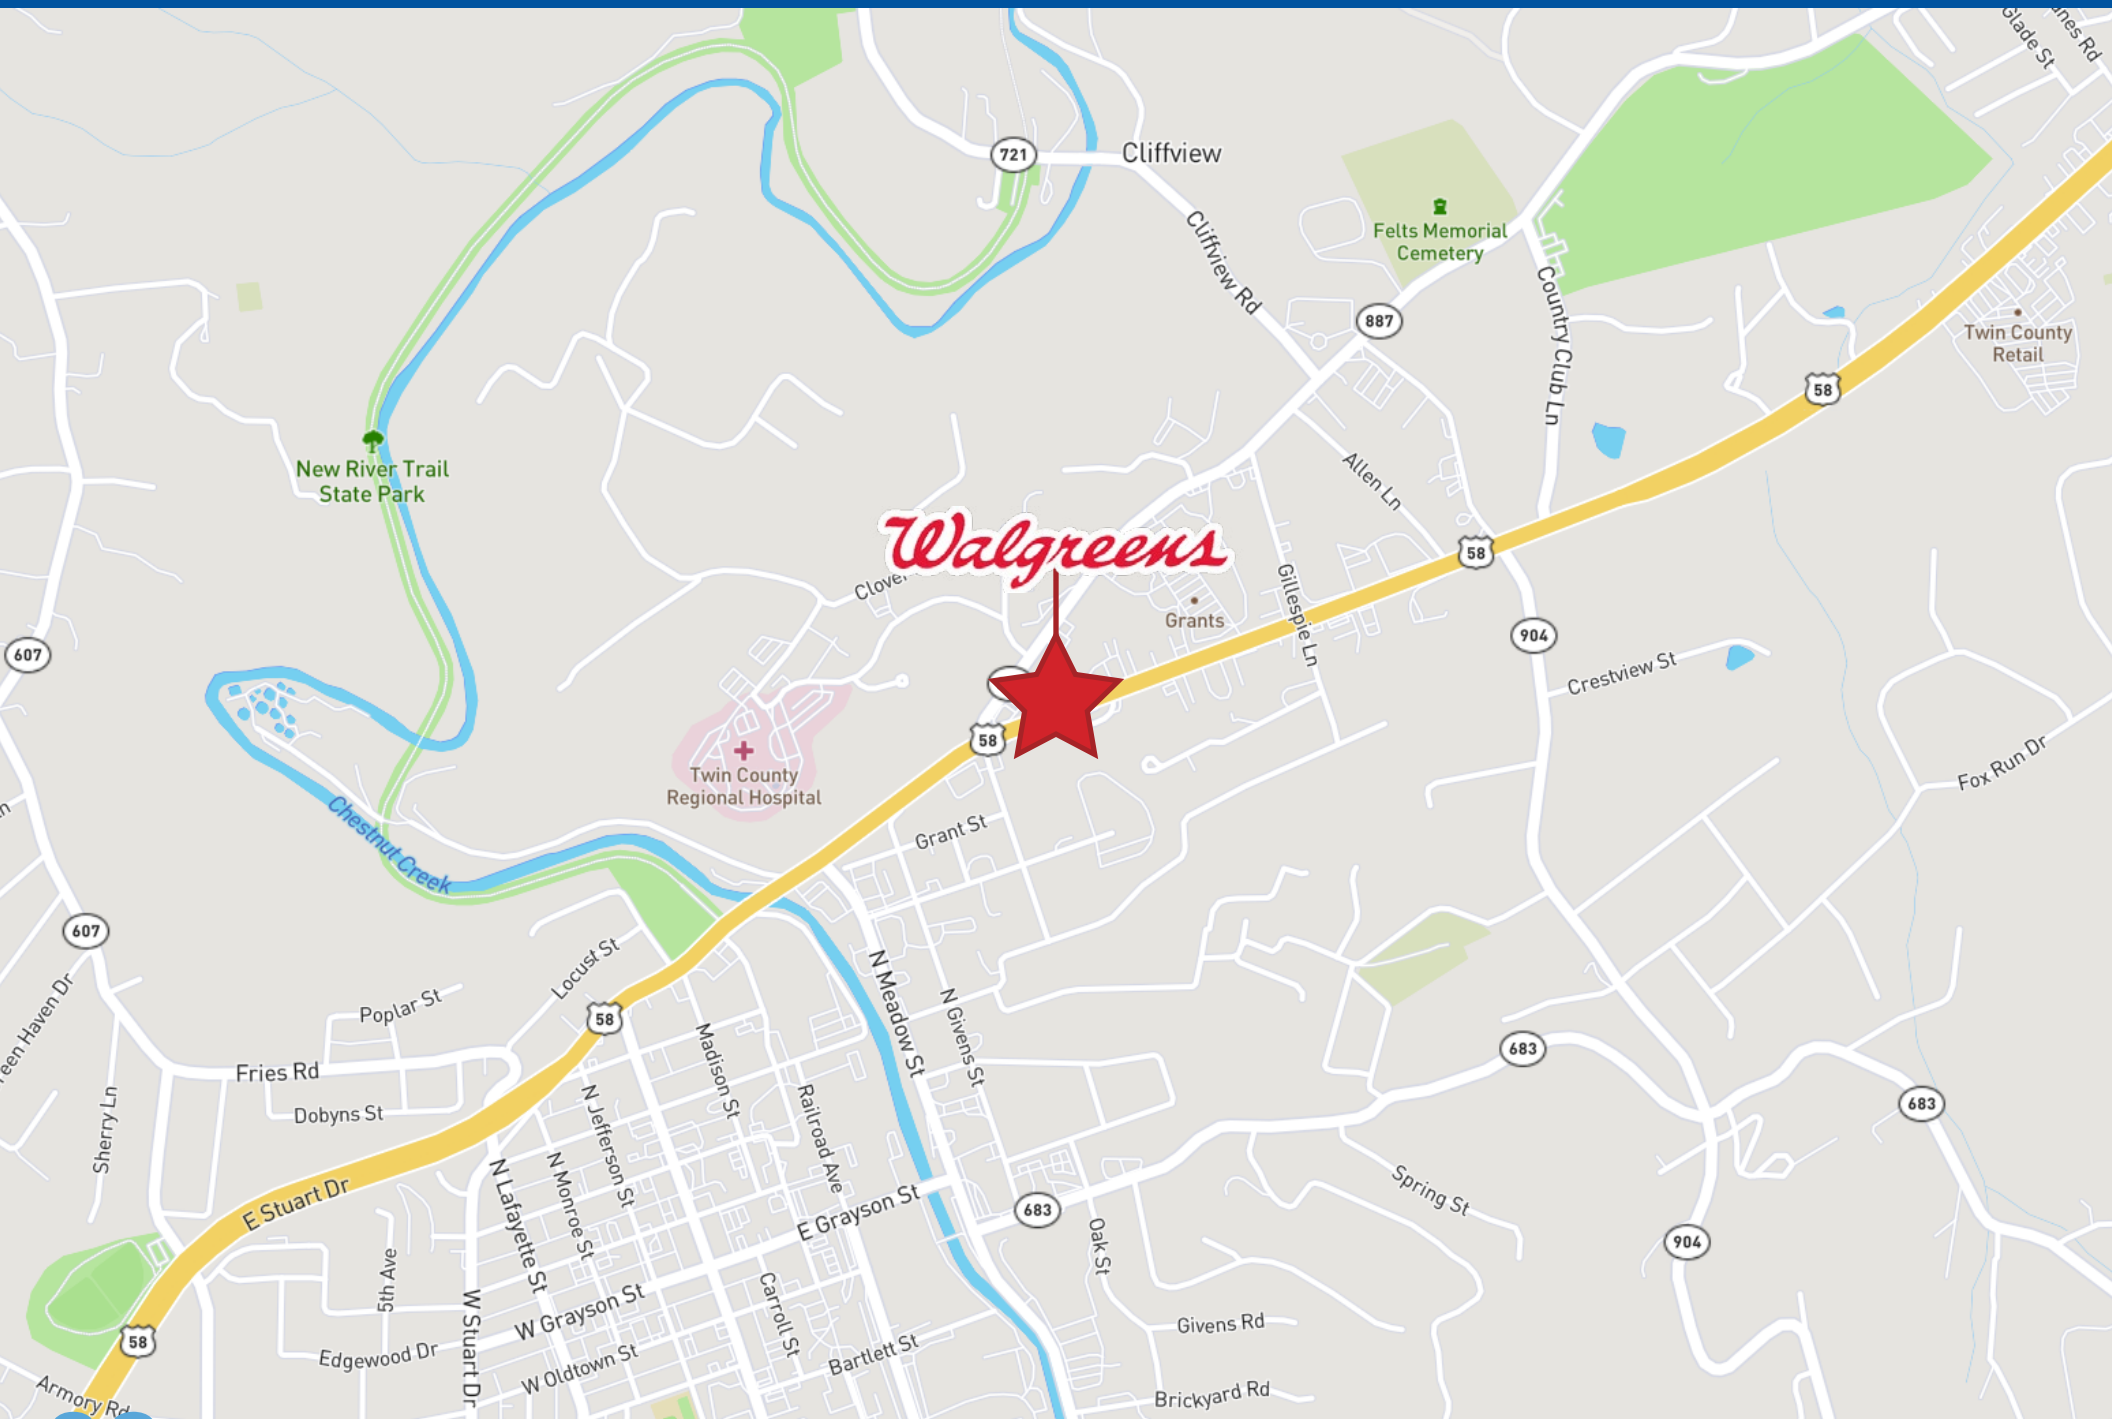 Glade St
721
Cliffview
Cliffview Rd
Felts Memorial
Cemetery
887
Country Club Ln
Twin County
Retail
58
New River Trail
State Park
Allen Ln
Walgreens
58
Gillespie Ln
Grants
904
607
Crestview St
58
Twin County
Regional Hospital
Fox Run Dr
Chestnut Creek
Grant St
607
Locust St
Poplar St
58
N Meadow St
N Givens St
Madison St
683
Fries Rd
Dobyns St
Sherry Ln
N Jefferson St
Railroad Ave
683
E Stuart Dr
N Lafayette St
N Monroe St
E Grayson St
683
Spring St
Oak St
904
5th Ave
W Stuart Dr
W Grayson St
Carroll St
58
Givens Rd
Edgewood Dr
W Oldtown St
Bartlett St
Armory Rd
Brickyard Rd